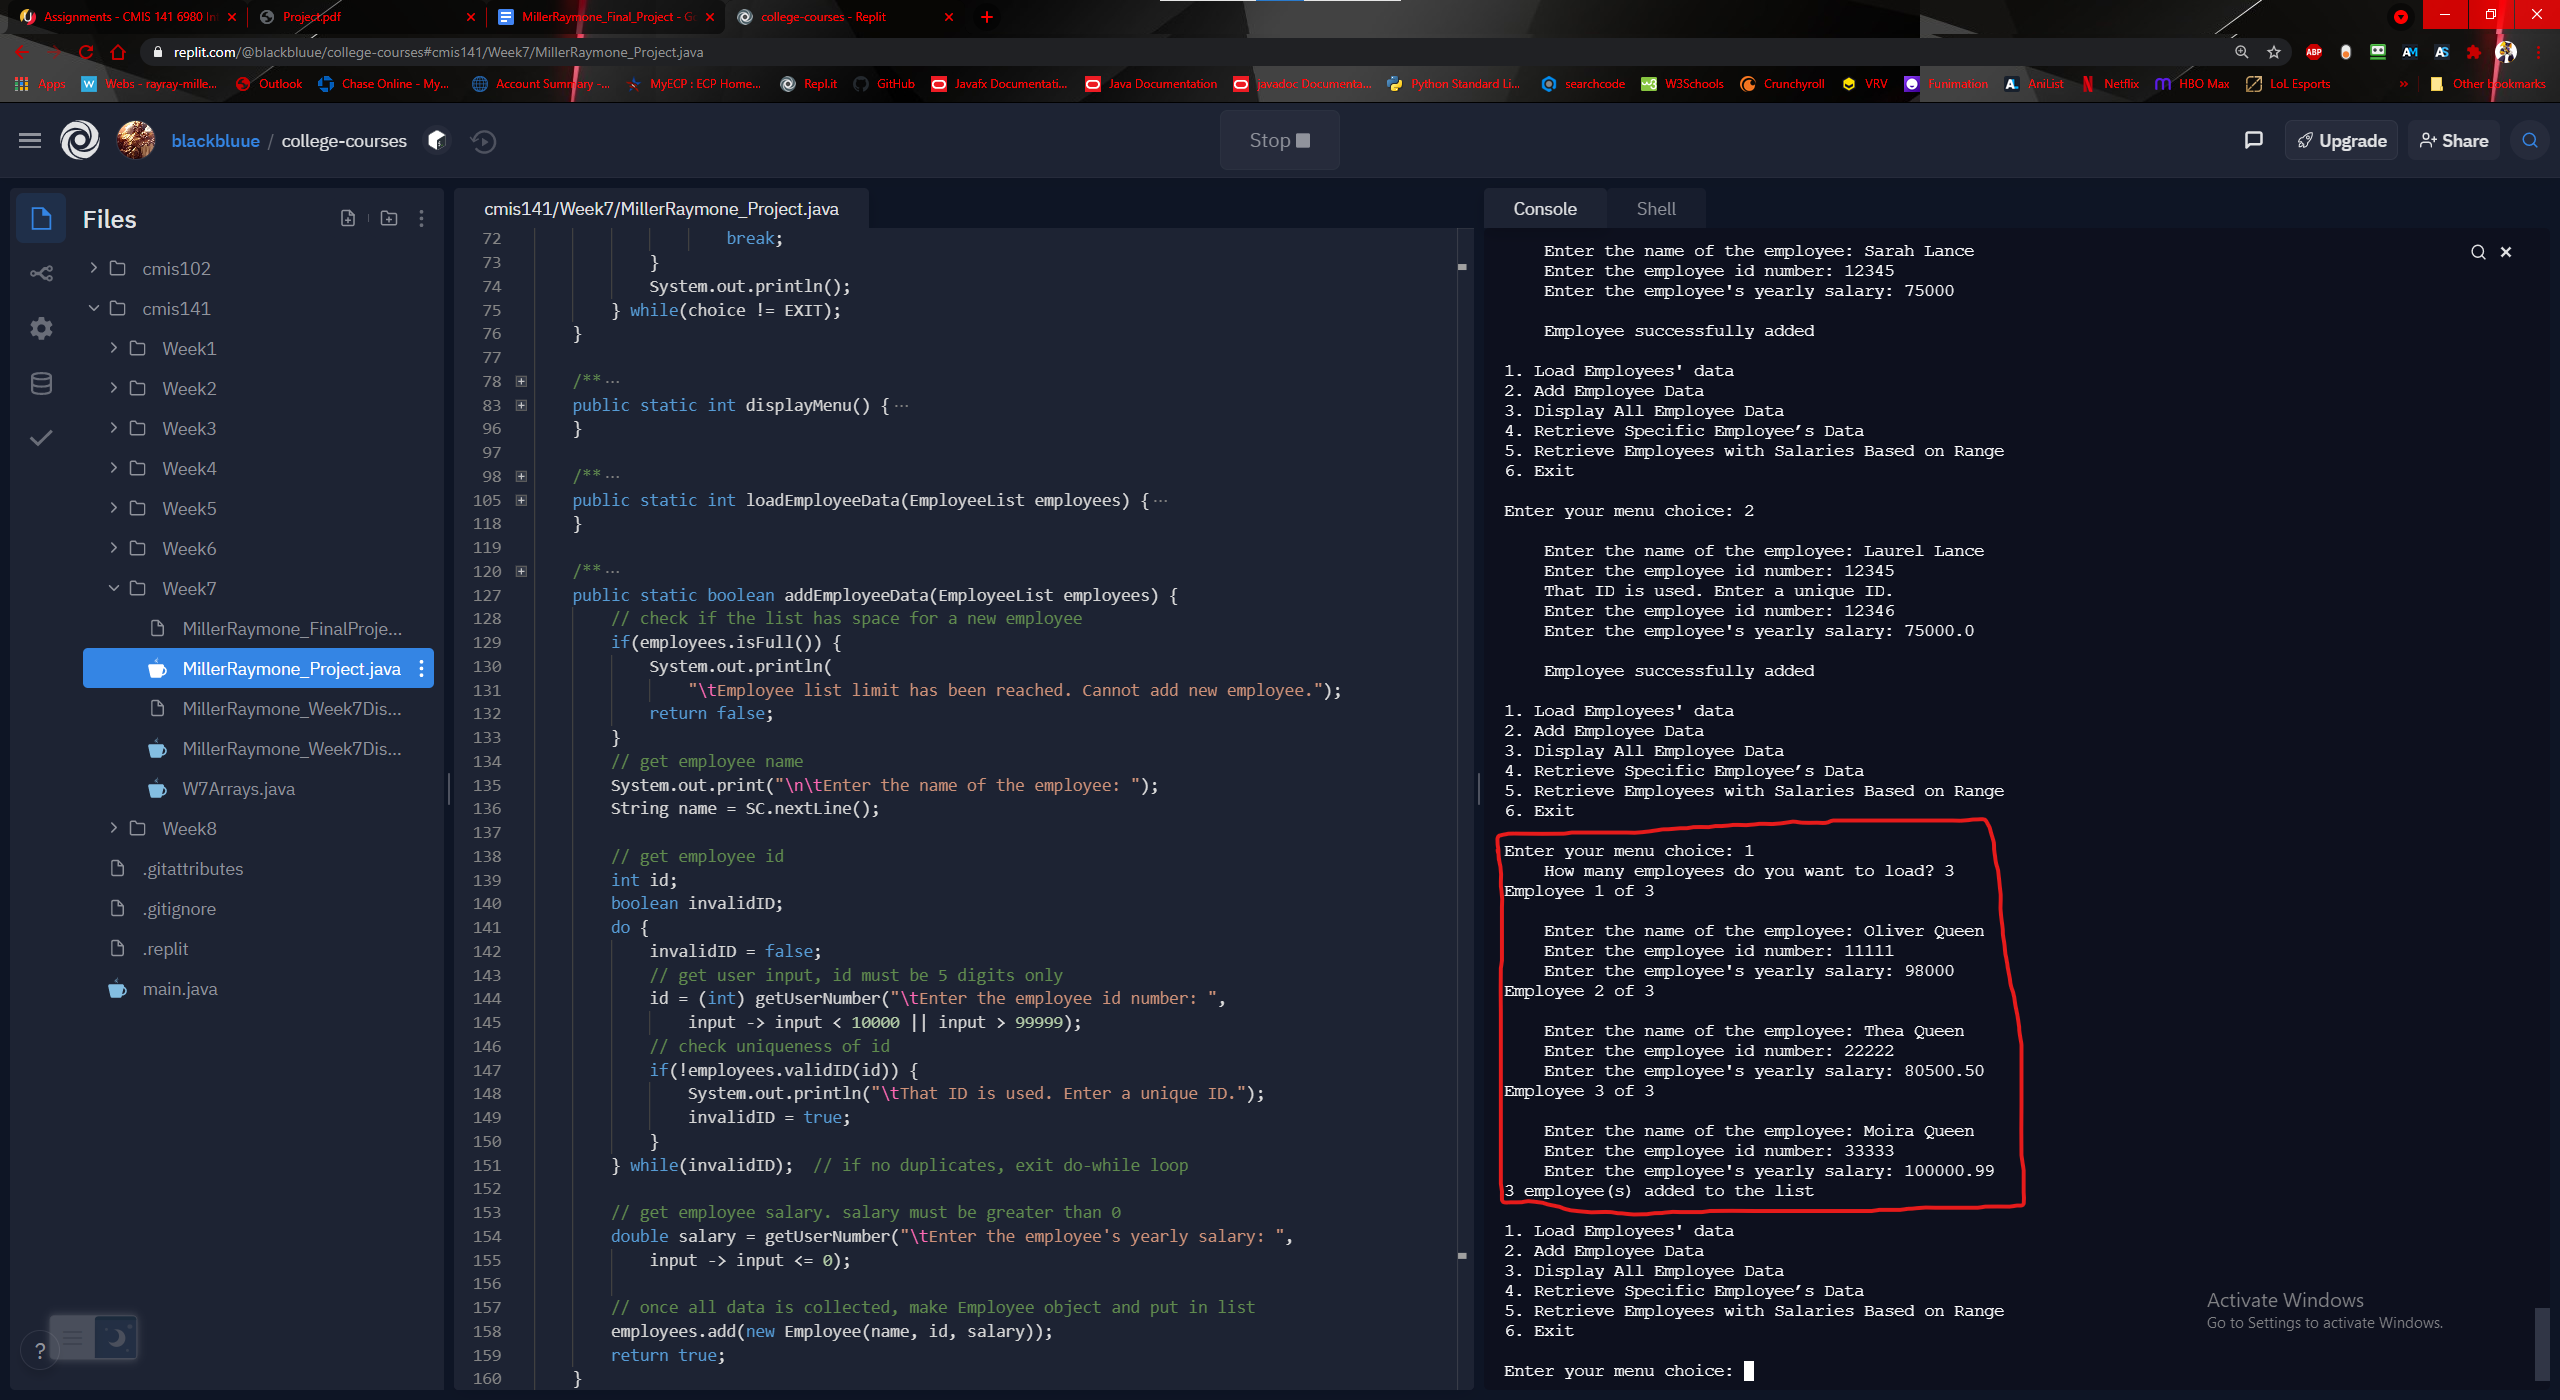 Assignments - CMIS 141 6980 In
Project.pdf
MillerRaymone_Final_Project - G
college-courses - Replit
replit.com/@blackbluue/college-courses#cmis141/Week7/MillerRaymone_Project.java
Apps
Webs - rayray-mille...
Outlook
Chase Online - My...
Account Summary -...
MyECP : ECP Home...
RepLit
GitHub
Javafx Documentati...
Java Documentation
javadoc Documenta...
Python Standard Li...
searchcode
W3Schools
Crunchyroll
VRV
Funimation
AniList
Netflix
HBO Max
LoL Esports
»
Other bookmarks
blackbluue / college-courses
Stop
Upgrade
Share
Files
cmis102
cmis141
Week1
Week2
Week3
Week4
Week5
Week6
Week7
MillerRaymone_FinalProje...
MillerRaymone_Project.java
MillerRaymone_Week7Dis...
MillerRaymone_Week7Dis...
W7Arrays.java
Week8
.gitattributes
.gitignore
.replit
main.java
?
cmis141/Week7/MillerRaymone_Project.java
72 break;
73 }
74 System.out.println();
75 } while(choice != EXIT);
76 }
77
78 /** ...
83 public static int displayMenu() { ...
96 }
97
98 /** ...
105 public static int loadEmployeeData(EmployeeList employees) { ...
118 }
119
120 /** ...
127 public static boolean addEmployeeData(EmployeeList employees) {
128 // check if the list has space for a new employee
129 if(employees.isFull()) {
130 System.out.println(
131 "\tEmployee list limit has been reached. Cannot add new employee.");
132 return false;
133 }
134 // get employee name
135 System.out.print("\n\tEnter the name of the employee: ");
136 String name = SC.nextLine();
137
138 // get employee id
139 int id;
140 boolean invalidID;
141 do {
142 invalidID = false;
143 // get user input, id must be 5 digits only
144 id = (int) getUserNumber("\tEnter the employee id number: ",
145 input -> input < 10000 || input > 99999);
146 // check uniqueness of id
147 if(!employees.validID(id)) {
148 System.out.println("\tThat ID is used. Enter a unique ID.");
149 invalidID = true;
150 }
151 } while(invalidID);  // if no duplicates, exit do-while loop
152
153 // get employee salary. salary must be greater than 0
154 double salary = getUserNumber("\tEnter the employee's yearly salary: ",
155 input -> input <= 0);
156
157 // once all data is collected, make Employee object and put in list
158 employees.add(new Employee(name, id, salary));
159 return true;
160 }
Console
Shell
Enter the name of the employee: Sarah Lance
Enter the employee id number: 12345
Enter the employee's yearly salary: 75000
Employee successfully added
1. Load Employees' data
2. Add Employee Data
3. Display All Employee Data
4. Retrieve Specific Employee’s Data
5. Retrieve Employees with Salaries Based on Range
6. Exit
Enter your menu choice: 2
Enter the name of the employee: Laurel Lance
Enter the employee id number: 12345
That ID is used. Enter a unique ID.
Enter the employee id number: 12346
Enter the employee's yearly salary: 75000.0
Employee successfully added
1. Load Employees' data
2. Add Employee Data
3. Display All Employee Data
4. Retrieve Specific Employee’s Data
5. Retrieve Employees with Salaries Based on Range
6. Exit
Enter your menu choice: 1
How many employees do you want to load? 3
Employee 1 of 3
Enter the name of the employee: Oliver Queen
Enter the employee id number: 11111
Enter the employee's yearly salary: 98000
Employee 2 of 3
Enter the name of the employee: Thea Queen
Enter the employee id number: 22222
Enter the employee's yearly salary: 80500.50
Employee 3 of 3
Enter the name of the employee: Moira Queen
Enter the employee id number: 33333
Enter the employee's yearly salary: 100000.99
3 employee(s) added to the list
1. Load Employees' data
2. Add Employee Data
3. Display All Employee Data
4. Retrieve Specific Employee’s Data
5. Retrieve Employees with Salaries Based on Range
6. Exit
Enter your menu choice:
Activate Windows
Go to Settings to activate Windows.